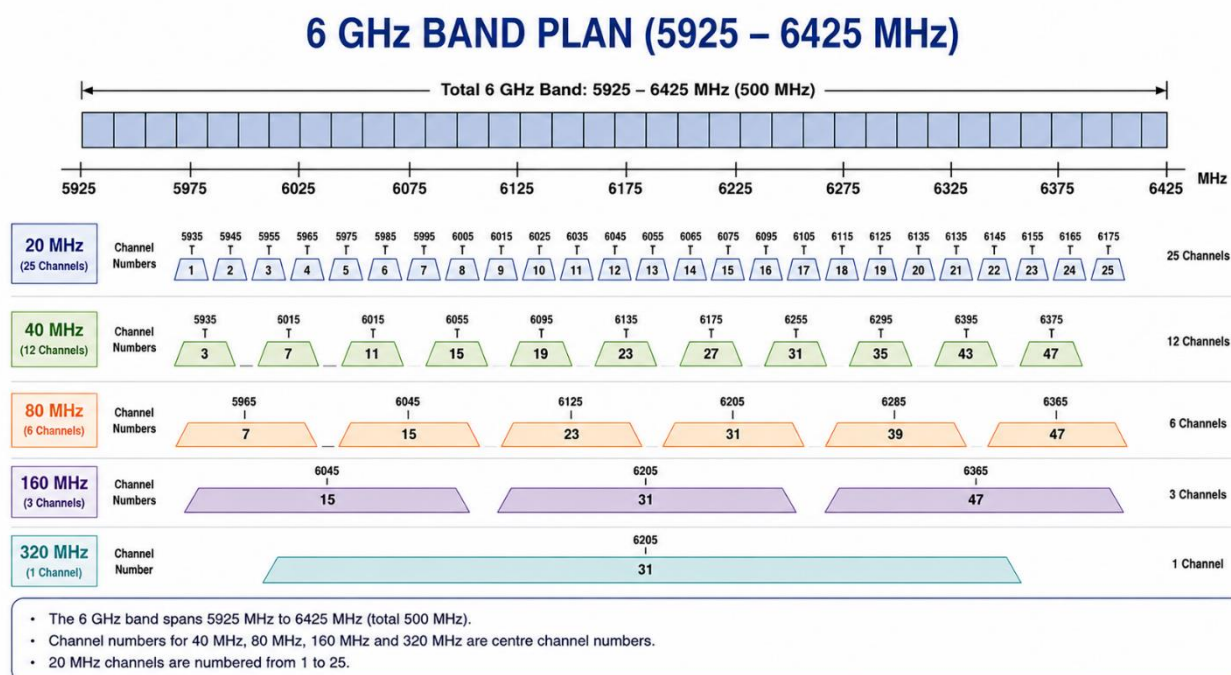 6 GHz BAND PLAN (5925 – 6425 MHz)
Total 6 GHz Band: 5925 – 6425 MHz (500 MHz)
5925 5975 6025 6075 6125 6175 6225 6275 6325 6375 6425 MHz
5935 5945 5955 5965 5975 5985 5995 6005 6015 6025 6035 6045 6055 6065 6075 6095 6105 6115 6125 6135 6135 6145 6155 6165 6175
20 MHz
(25 Channels)
Channel
Numbers
1 2 3 4 5 6 7 8 9 10 11 12 13 14 15 16 17 18 19 20 21 22 23 24 25
25 Channels
5935 6015 6015 6055 6095 6135 6175 6255 6295 6395 6375
40 MHz
(12 Channels)
Channel
Numbers
3 7 11 15 19 23 27 31 35 43 47
12 Channels
5965 6045 6125 6205 6285 6365
80 MHz
(6 Channels)
Channel
Numbers
7 15 23 31 39 47
6 Channels
6045 6205 6365
160 MHz
(3 Channels)
Channel
Numbers
15 31 47
3 Channels
6205
320 MHz
(1 Channel)
Channel
Number
31
1 Channel
• The 6 GHz band spans 5925 MHz to 6425 MHz (total 500 MHz).
• Channel numbers for 40 MHz, 80 MHz, 160 MHz and 320 MHz are centre channel numbers.
• 20 MHz channels are numbered from 1 to 25.